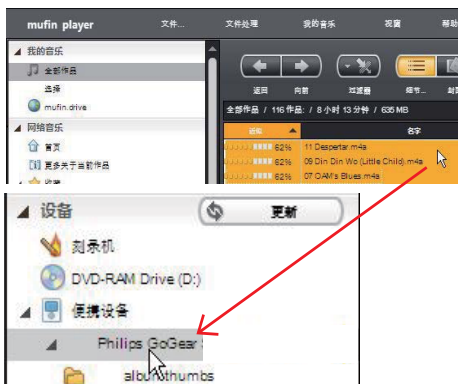 mufin player 文件... 文件处理 我的音乐 视窗 帮助
我的音乐
全部作品
选择
mufin.drive
网络音乐
首页
更多关于当前作品
收藏
返回 向前 过滤器 细节...
全部作品 / 116 作品: / 8 小时 13 分钟 / 635 MB
名字
62% 11 Despertar.m4a
62% 09 Din Din Wo (Little Child).m4a
62% 07 OAM's Blues.m4a
设备 更新
刻录机
DVD-RAM Drive (D:)
便携设备
Philips GoGear
albumthumbs